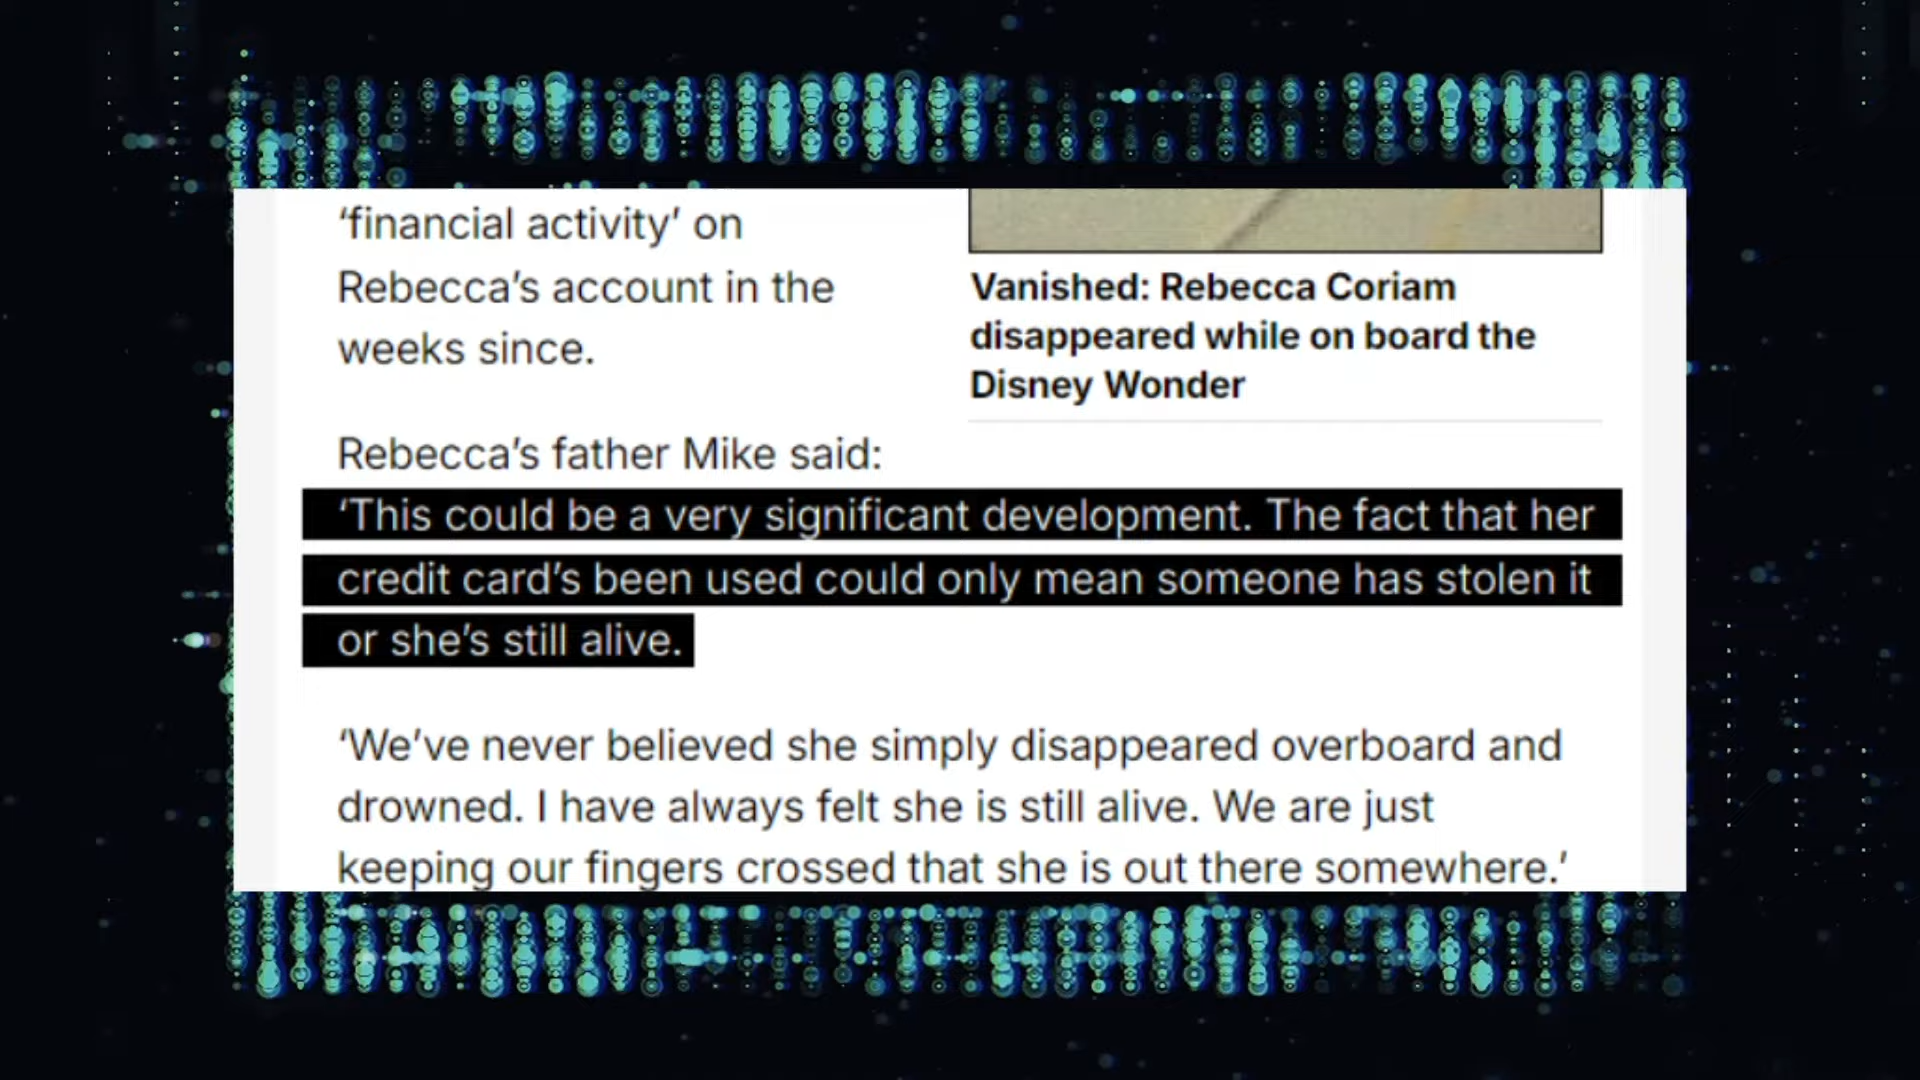 ‘financial activity’ on
Rebecca’s account in the
weeks since.
Vanished: Rebecca Coriam
disappeared while on board the
Disney Wonder
Rebecca’s father Mike said:
‘This could be a very significant development. The fact that her
credit card’s been used could only mean someone has stolen it
or she’s still alive.
‘We’ve never believed she simply disappeared overboard and
drowned. I have always felt she is still alive. We are just
keeping our fingers crossed that she is out there somewhere.’